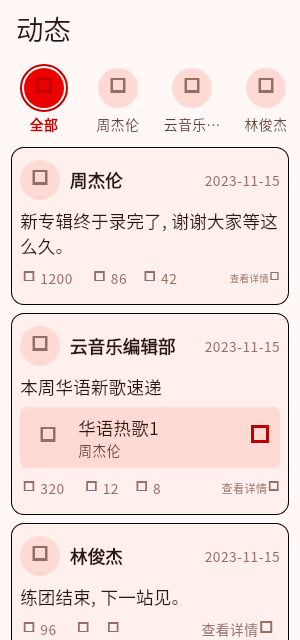 动态
全部
周杰伦
云音乐…
林俊杰
周杰伦
2023-11-15
新专辑终于录完了, 谢谢大家等这
么久。
1200
86
42
查看详情
云音乐编辑部
2023-11-15
本周华语新歌速递
华语热歌1
周杰伦
320
12
8
查看详情
林俊杰
2023-11-15
练团结束, 下一站见。
96
查看详情